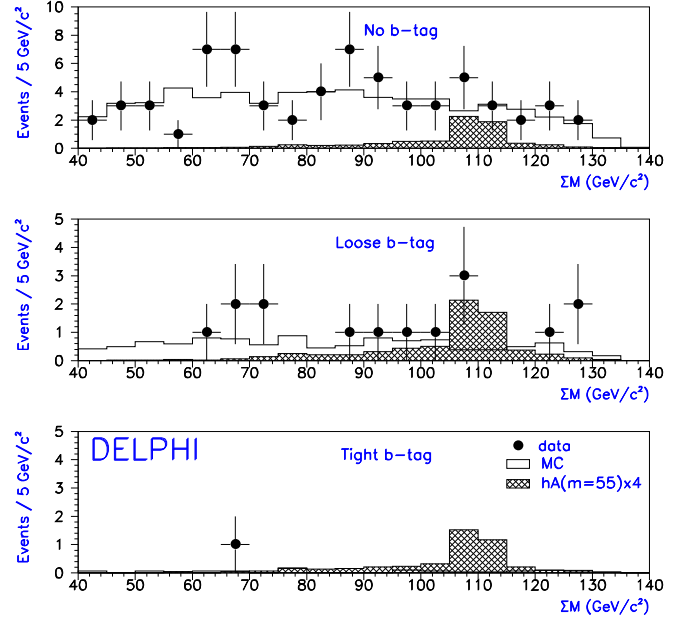 Events / 5 GeV/c²
10
8
6
4
2
0
No b-tag
40 50 60 70 80 90 100 110 120 130 140
ΣM (GeV/c²)
Events / 5 GeV/c²
5
4
3
2
1
0
Loose b-tag
40 50 60 70 80 90 100 110 120 130 140
ΣM (GeV/c²)
Events / 5 GeV/c²
5
4
3
2
1
0
DELPHI
Tight b-tag
data
MC
hA(m=55)x4
40 50 60 70 80 90 100 110 120 130 140
ΣM (GeV/c²)